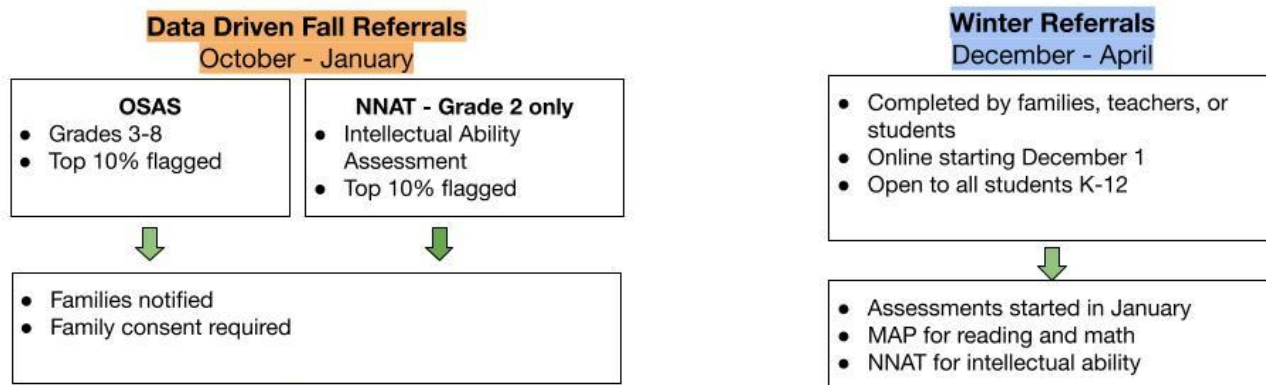 Data Driven Fall Referrals
October - January
OSAS
● Grades 3-8
● Top 10% flagged
NNAT - Grade 2 only
● Intellectual Ability
Assessment
● Top 10% flagged
● Families notified
● Family consent required
Winter Referrals
December - April
● Completed by families, teachers, or
students
● Online starting December 1
● Open to all students K-12
● Assessments started in January
● MAP for reading and math
● NNAT for intellectual ability